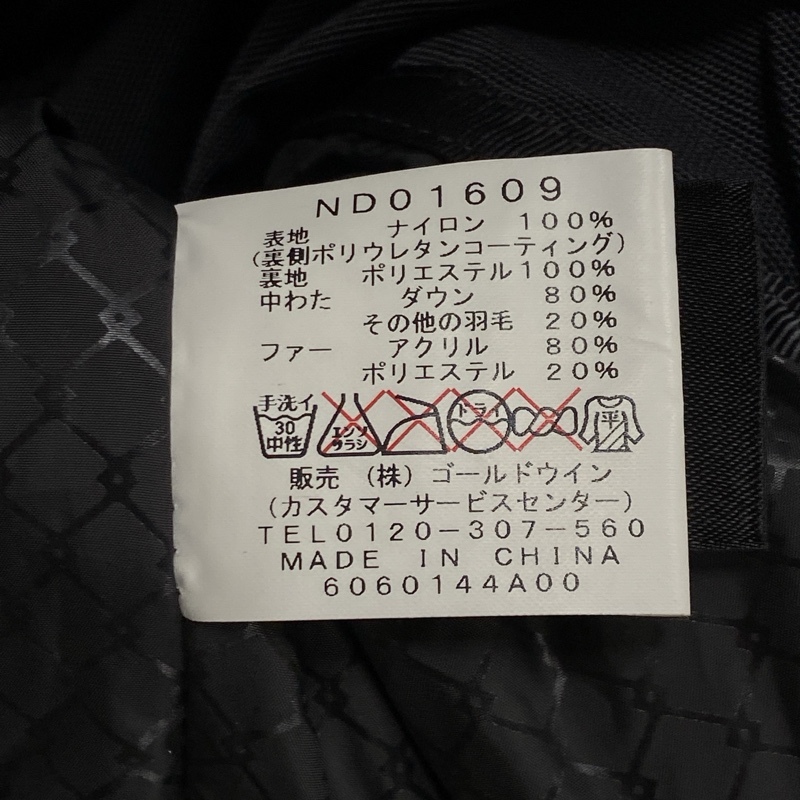 ND01609
表地 ナイロン 100%
(裏側ポリウレタンコーティング)
裏地 ポリエステル100%
中わた ダウン 80%
その他の羽毛 20%
ファー アクリル 80%
ポリエステル 20%
手洗イ 30 中性 エンソ サラシ ドライ 平
販売 (株) ゴールドウイン
(カスタマーサービスセンター)
TEL0120-307-560
MADE IN CHINA
6060144A00